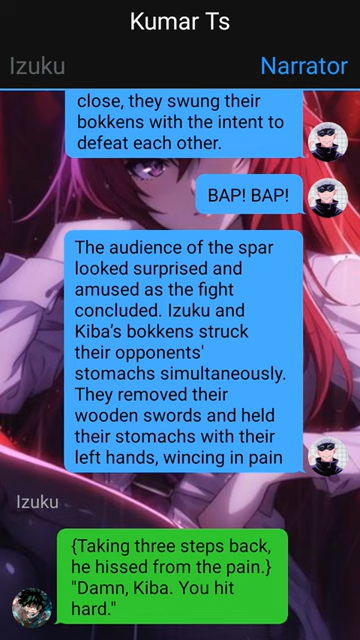 Kumar Ts
Izuku
Narrator
close, they swung their
bokkens with the intent to
defeat each other.
BAP! BAP!
The audience of the spar
looked surprised and
amused as the fight
concluded. Izuku and
Kiba’s bokkens struck
their opponents'
stomachs simultaneously.
They removed their
wooden swords and held
their stomachs with their
left hands, wincing in pain
Izuku
{Taking three steps back,
he hissed from the pain.}
"Damn, Kiba. You hit
hard."